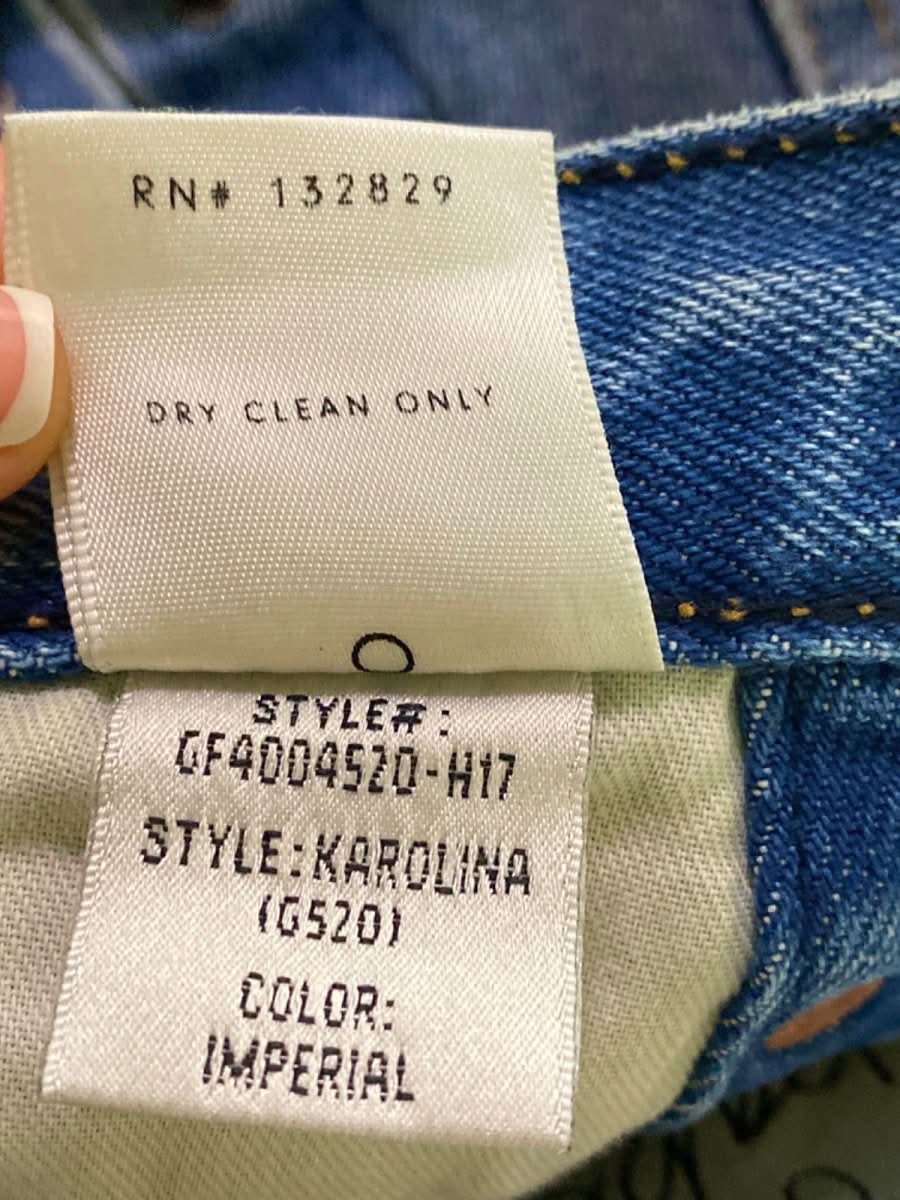 RN# 132829
DRY CLEAN ONLY
STYLE#:
GF4004520-H17
STYLE:KAROLINA
(G520)
COLOR:
IMPERIAL